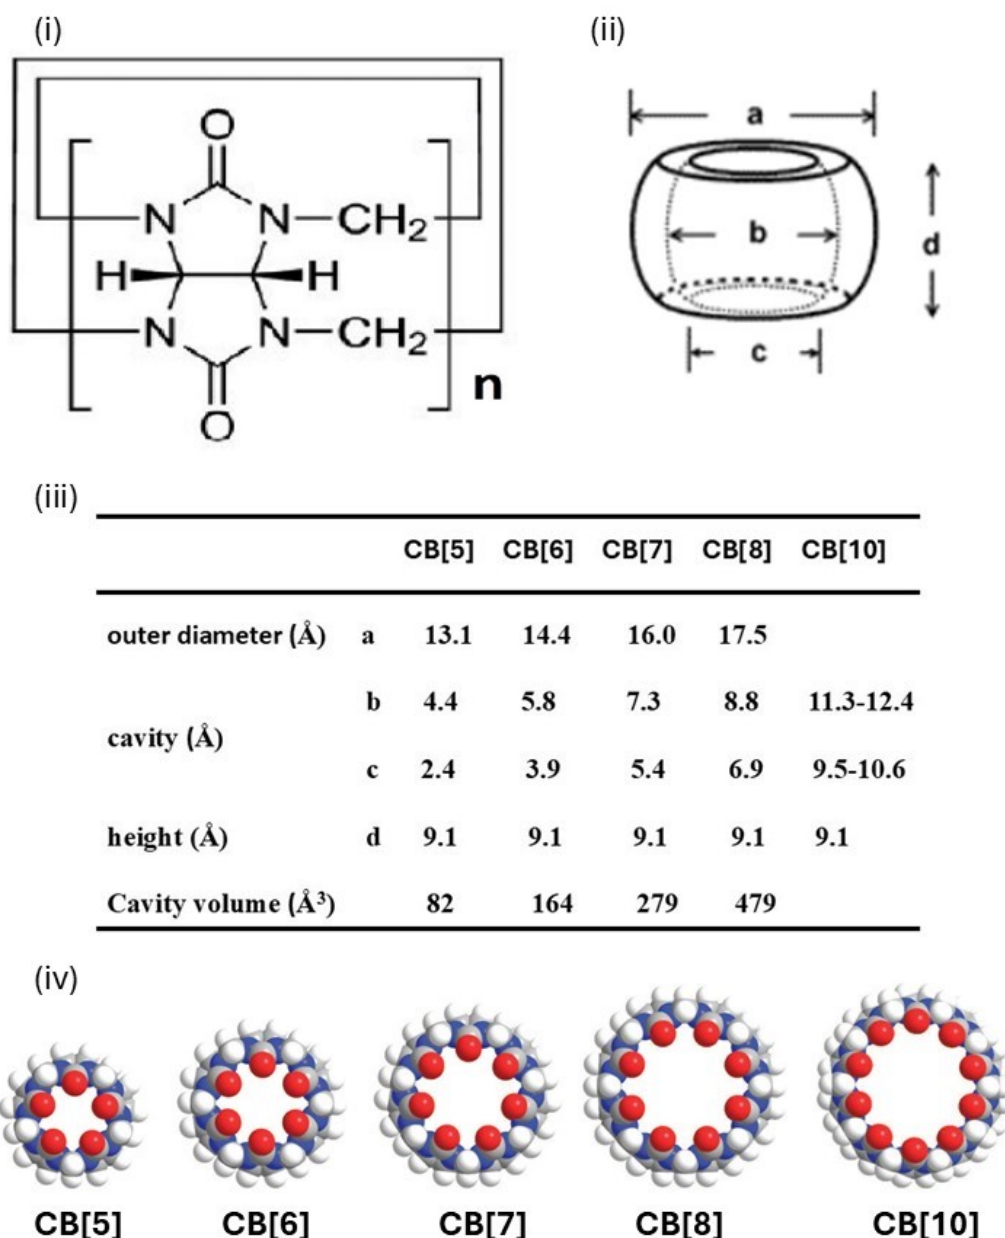 (i)
(ii)
O
N N—CH2
H H
N N—CH2
O
n
a
b
d
c
(iii)
CB[5] CB[6] CB[7] CB[8] CB[10]
outer diameter (Å) a 13.1 14.4 16.0 17.5
b 4.4 5.8 7.3 8.8 11.3-12.4
cavity (Å)
c 2.4 3.9 5.4 6.9 9.5-10.6
height (Å) d 9.1 9.1 9.1 9.1 9.1
Cavity volume (Å³) 82 164 279 479
(iv)
CB[5] CB[6] CB[7] CB[8] CB[10]